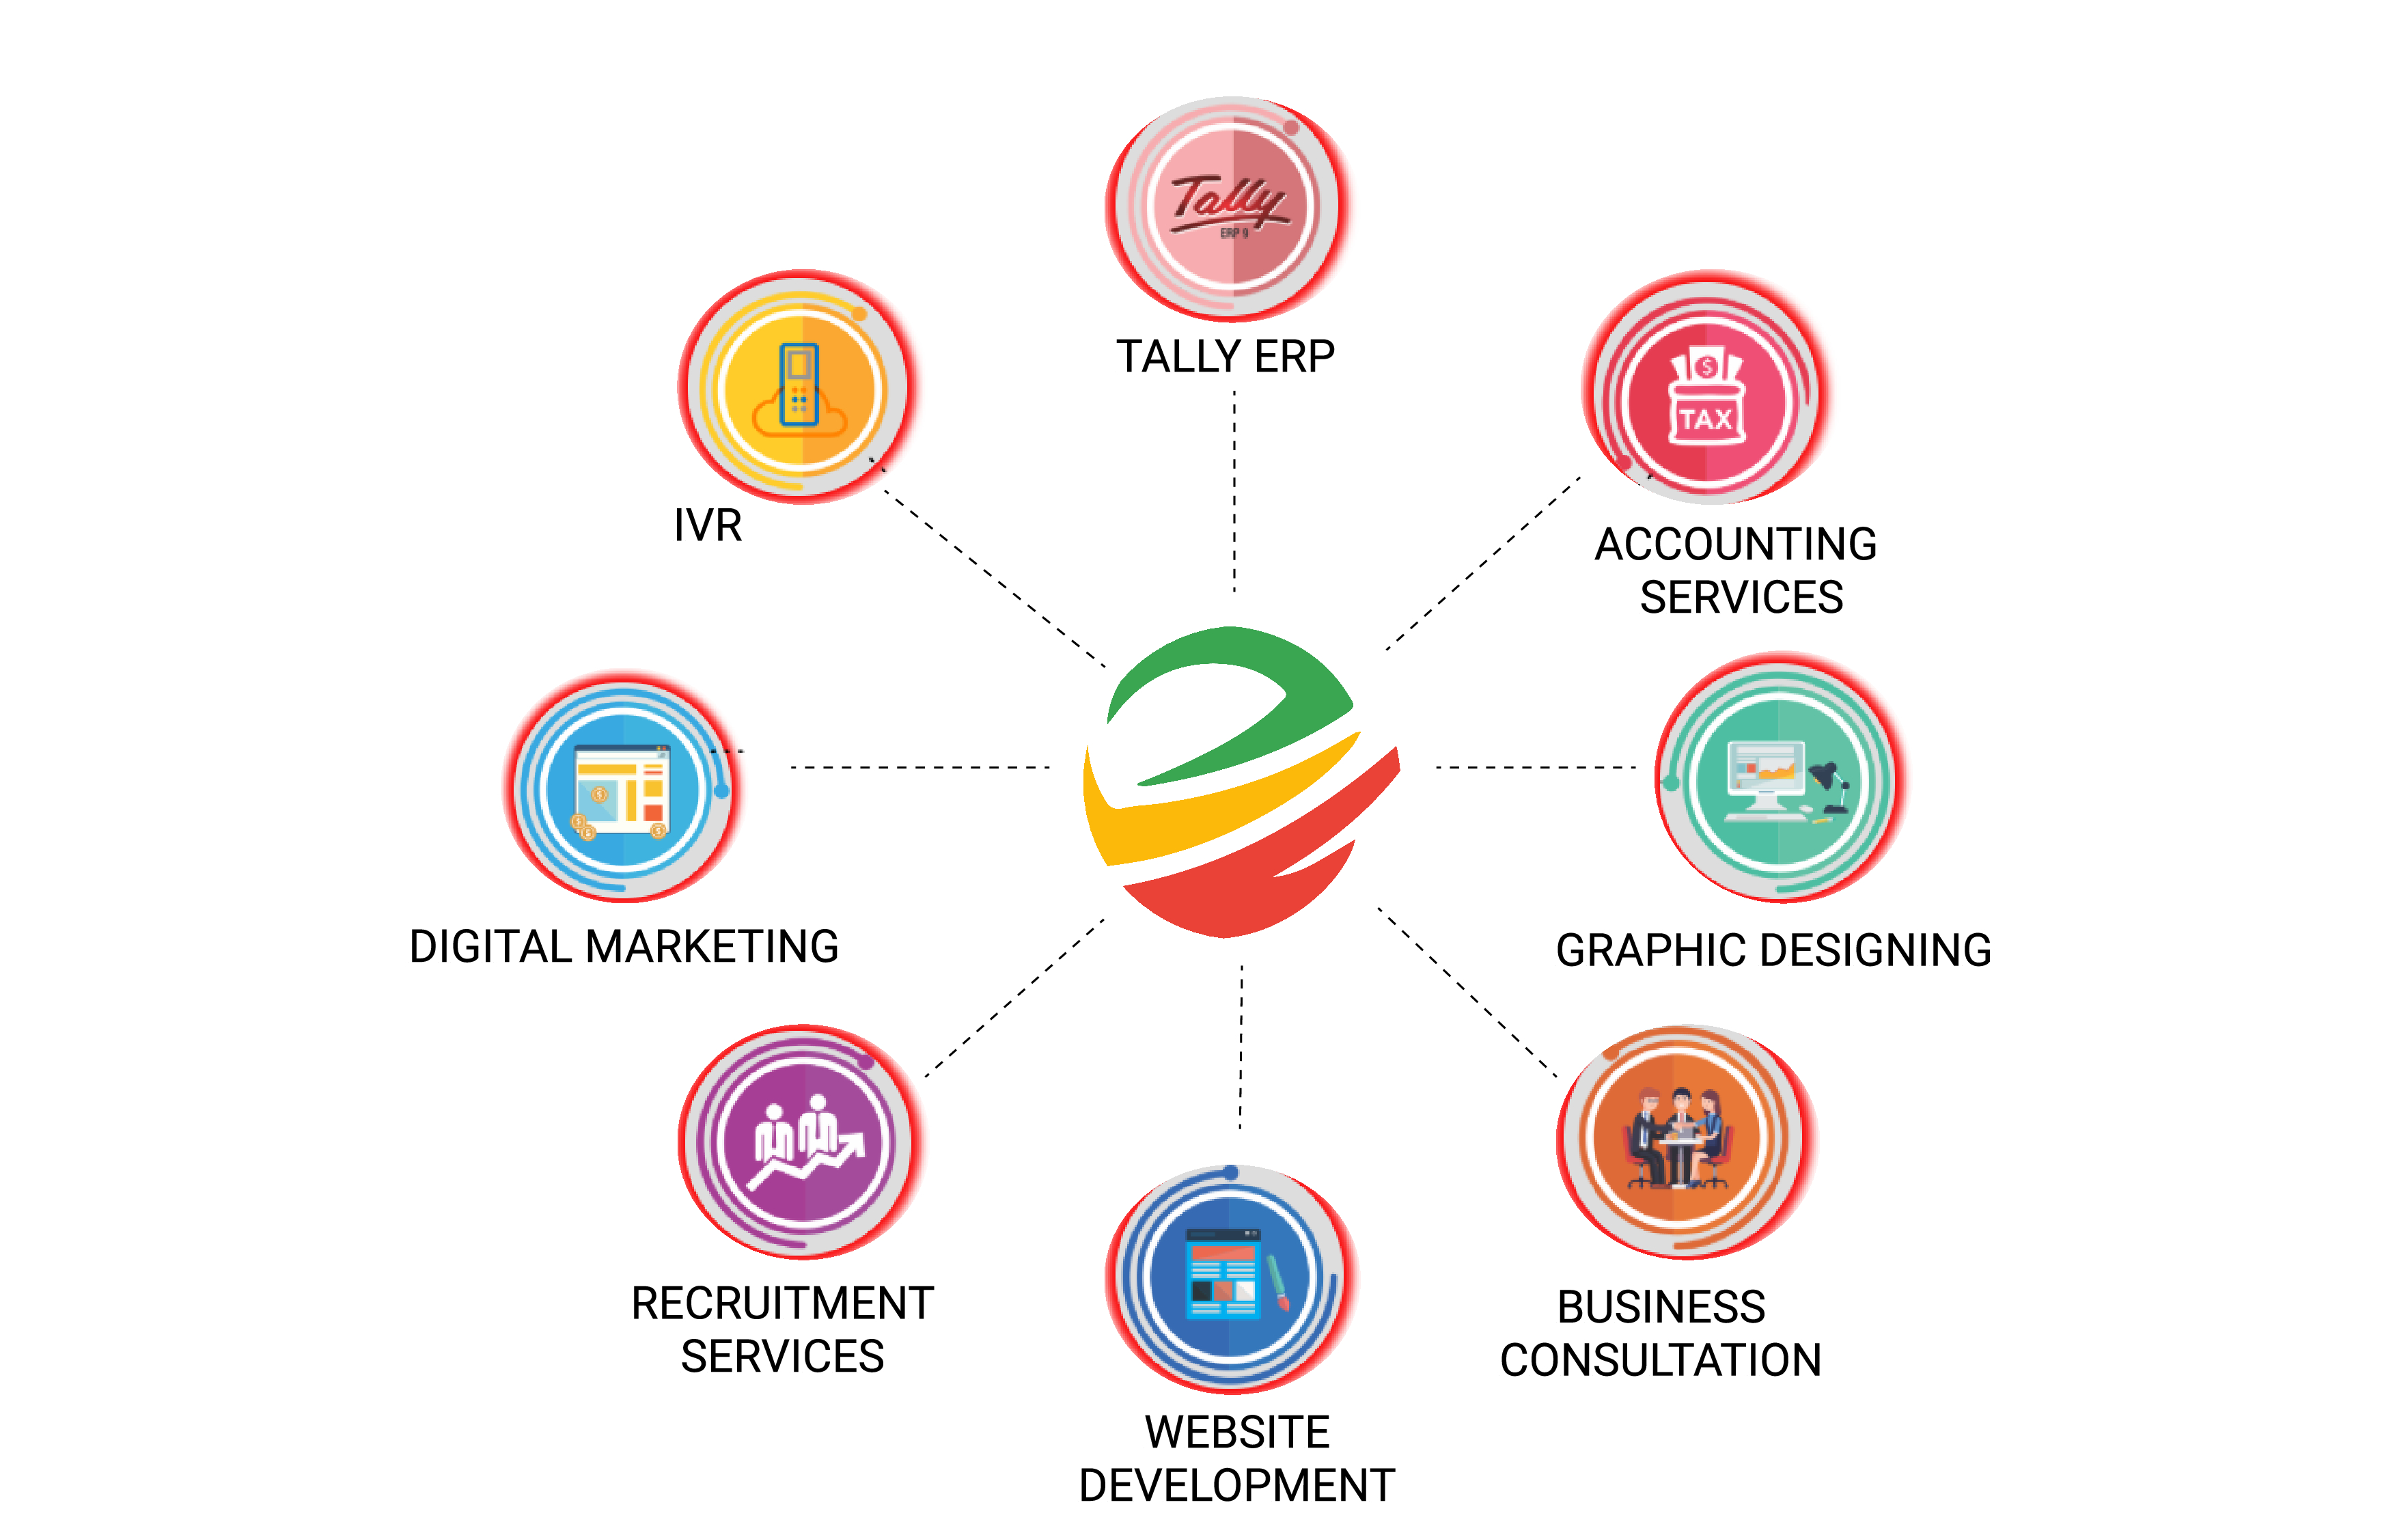 Tally
ERP 9
TALLY ERP
IVR
$
TAX
ACCOUNTING
SERVICES
DIGITAL MARKETING
GRAPHIC DESIGNING
RECRUITMENT
SERVICES
BUSINESS
CONSULTATION
WEBSITE
DEVELOPMENT